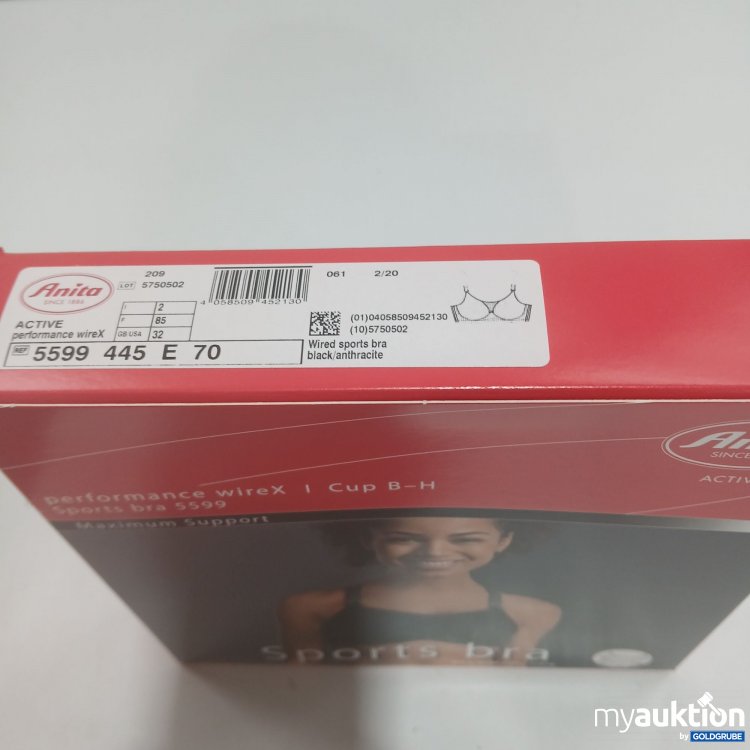 Anita
SINCE 1886
209
LOT 5750502
ACTIVE
performance wireX
I 2
F 85
GB/USA 32
4 058509 452130
061 2/20
(01)04058509452130
(10)5750502
REF 5599 445 E 70
Wired sports bra
black/anthracite
Anita
SINCE
ACTIV
performance wireX | Cup B–H
Sports bra 5599
Maximum Support
Sports bra
myauktion
by GOLDGRUBE